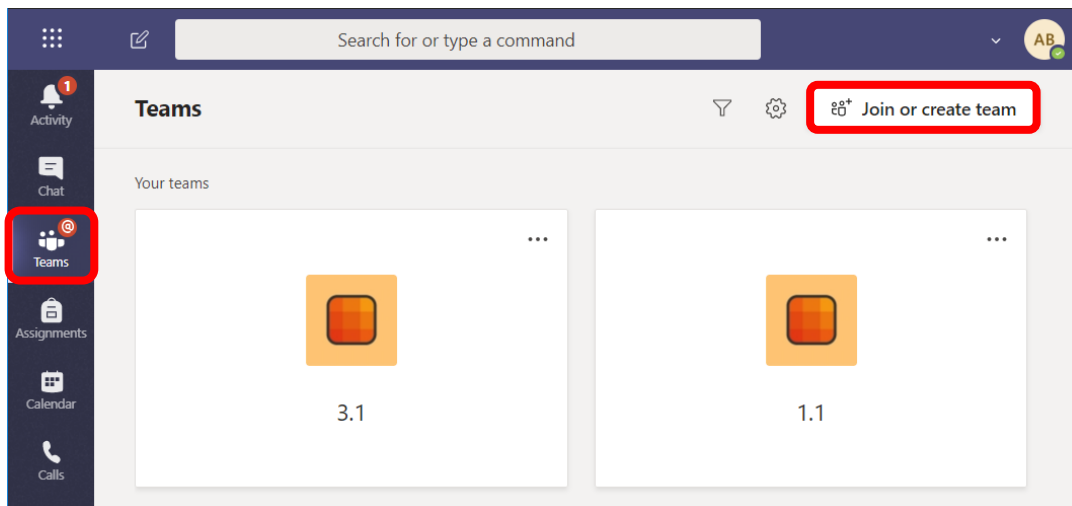 Search for or type a command
AB
1
Activity
Teams
Join or create team
Chat
Your teams
@
Teams
Assignments
Calendar
Calls
3.1
1.1